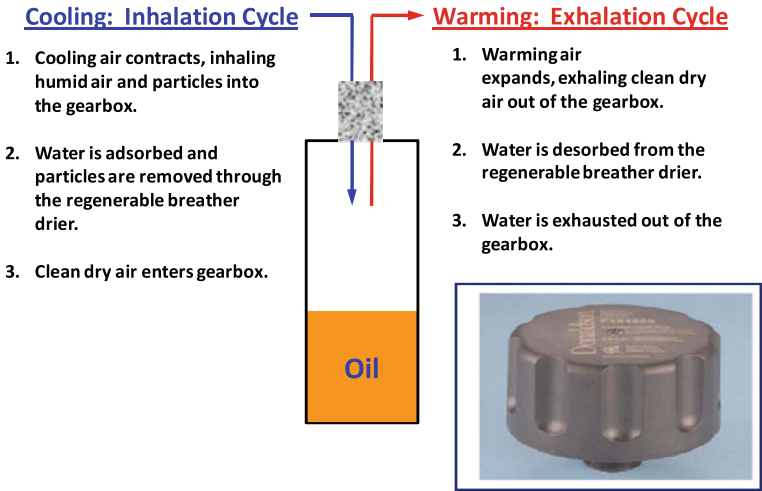 Cooling: Inhalation Cycle
1. Cooling air contracts, inhaling
humid air and particles into
the gearbox.
2. Water is adsorbed and
particles are removed through
the regenerable breather
drier.
3. Clean dry air enters gearbox.
Oil
Warming: Exhalation Cycle
1. Warming air
expands, exhaling clean dry
air out of the gearbox.
2. Water is desorbed from the
regenerable breather drier.
3. Water is exhausted out of the
gearbox.
Donaldson